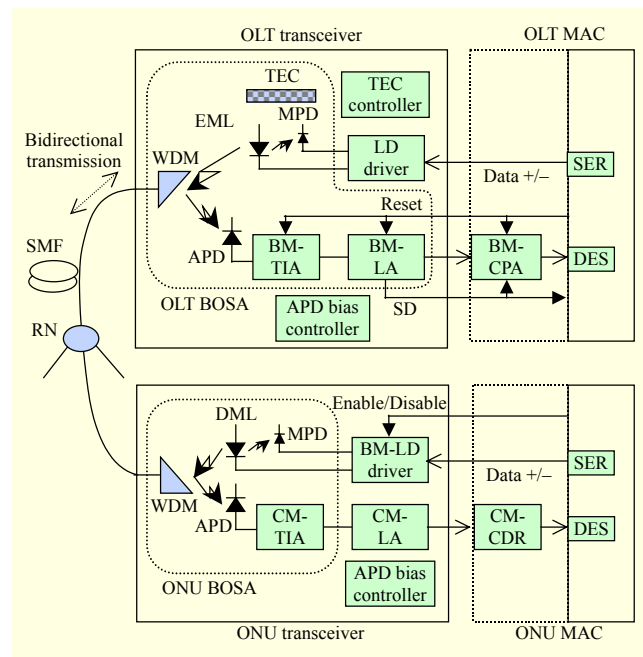 OLT transceiver
OLT MAC
TEC
TEC
controller
MPD
EML
Bidirectional
transmission
WDM
LD
driver
SER
Data +/–
Reset
SMF
APD
BM-
TIA
BM-
LA
BM-
CPA
DES
OLT BOSA
APD bias
controller
SD
RN
Enable/Disable
DML
MPD
BM-LD
driver
SER
Data +/–
WDM
APD
CM-
TIA
CM-
LA
CM-
CDR
DES
APD bias
controller
ONU BOSA
ONU transceiver
ONU MAC